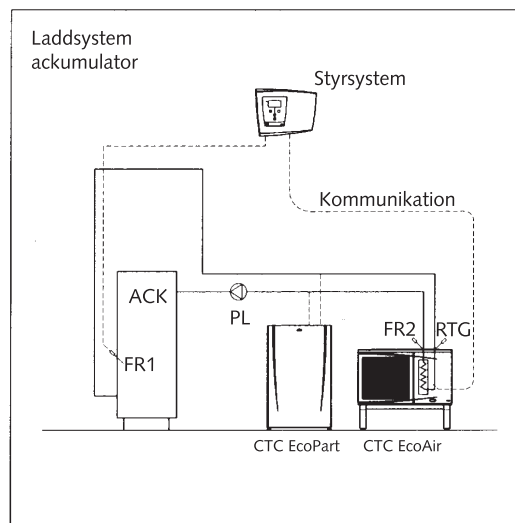 Laddsystem
ackumulator
Styrsystem
Kommunikation
ACK
PL
FR2 RTG
FR1
CTC EcoPart
CTC EcoAir